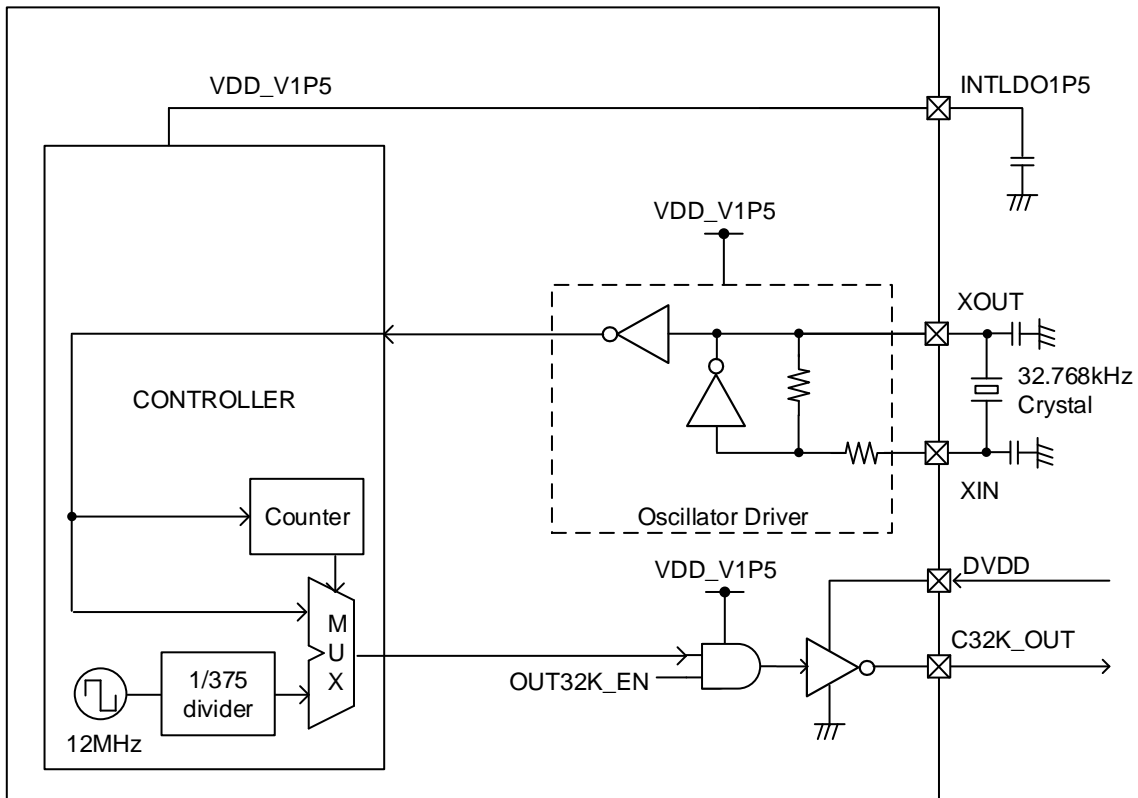 VDD_V1P5
INTLDO1P5
VDD_V1P5
XOUT
CONTROLLER
32.768kHz
Crystal
XIN
Counter
Oscillator Driver
VDD_V1P5
DVDD
M
U
X
C32K_OUT
1/375
divider
OUT32K_EN
12MHz